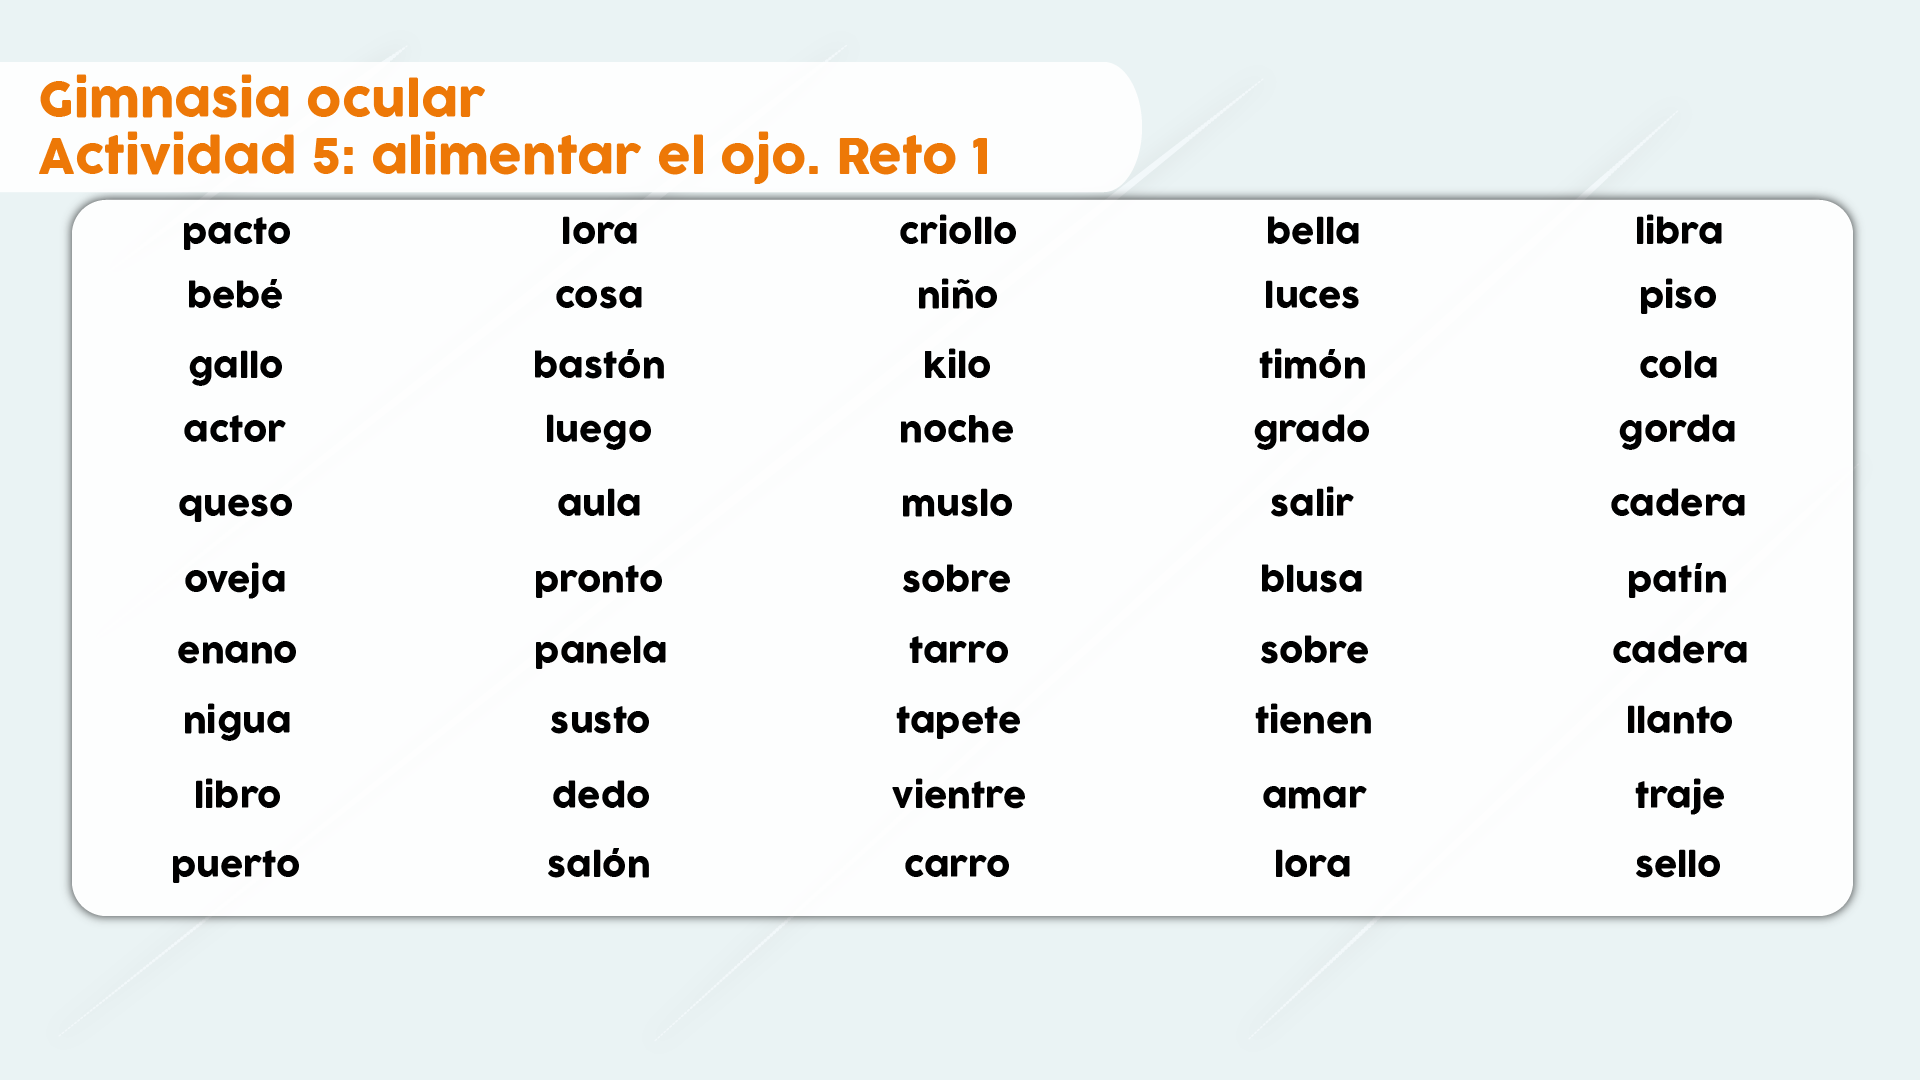 Gimnasia ocular
Actividad 5: alimentar el ojo. Reto 1
pacto lora criollo bella libra
bebé cosa niño luces piso
gallo bastón kilo timón cola
actor luego noche grado gorda
queso aula muslo salir cadera
oveja pronto sobre blusa patín
enano panela tarro sobre cadera
nigua susto tapete tienen llanto
libro dedo vientre amar traje
puerto salón carro lora sello